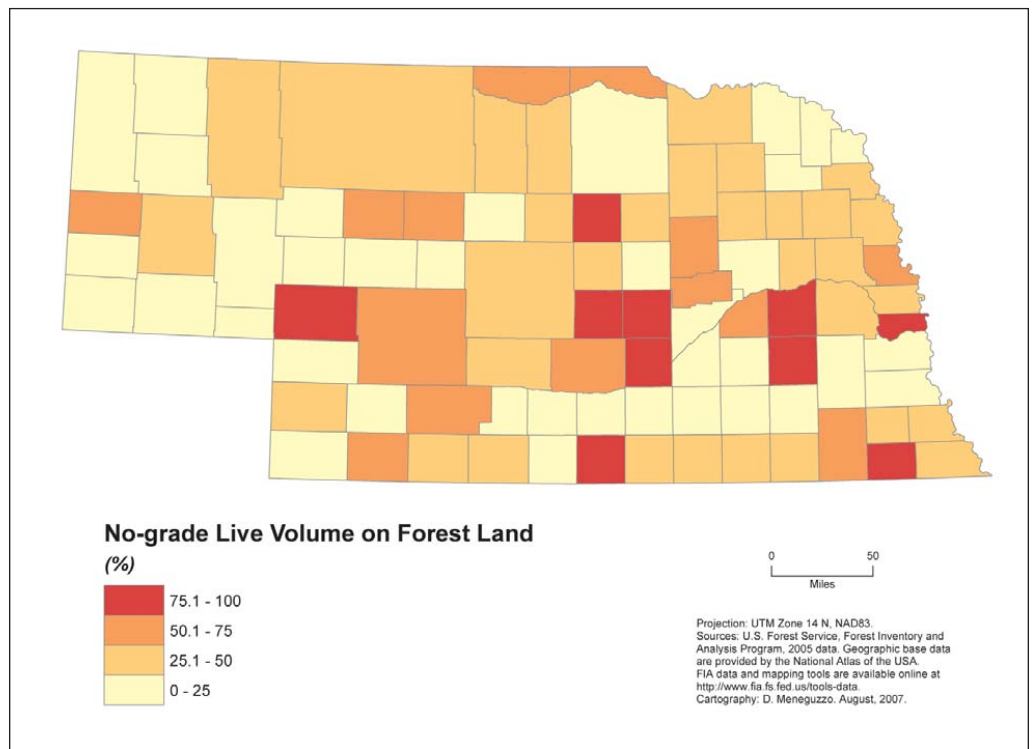 No-grade Live Volume on Forest Land
(%)
75.1 - 100
50.1 - 75
25.1 - 50
0 - 25
0 50
Miles
Projection: UTM Zone 14 N, NAD83.
Sources: U.S. Forest Service, Forest Inventory and
Analysis Program, 2005 data. Geographic base data
are provided by the National Atlas of the USA.
FIA data and mapping tools are available online at
http://www.fia.fs.fed.us/tools-data.
Cartography: D. Meneguzzo. August, 2007.